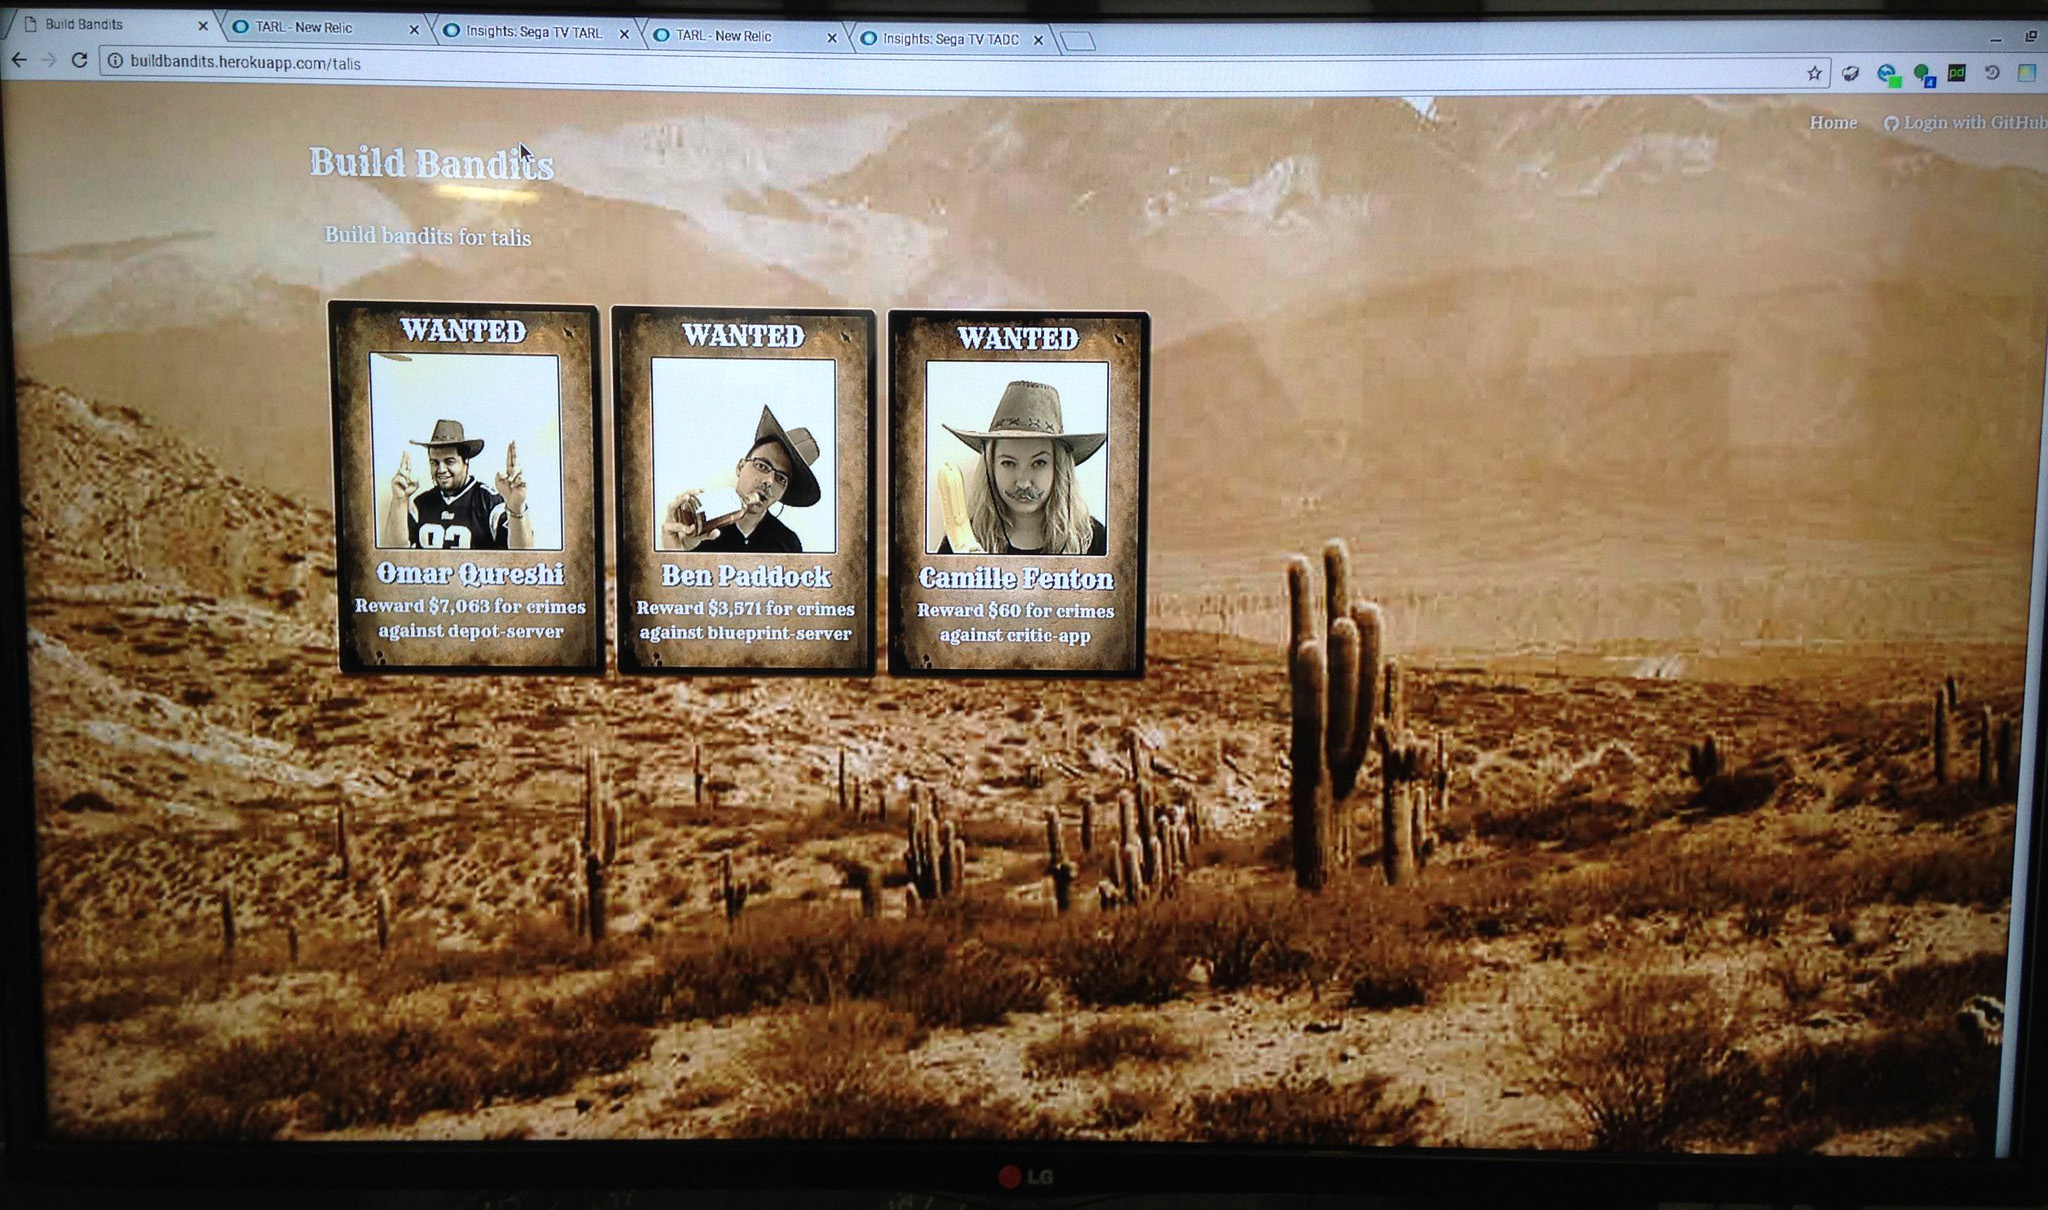 Build Bandits
TARL - New Relic
Insights: Sega TV TARL
TARL - New Relic
Insights: Sega TV TADC
buildbandits.herokuapp.com/talis
pd
4
Home
Login with GitHub
Build Bandits
Build bandits for talis
WANTED
93
Omar Qureshi
Reward $7,063 for crimes
against depot-server
WANTED
Ben Paddock
Reward $3,571 for crimes
against blueprint-server
WANTED
Camille Fenton
Reward $60 for crimes
against critic-app
LG